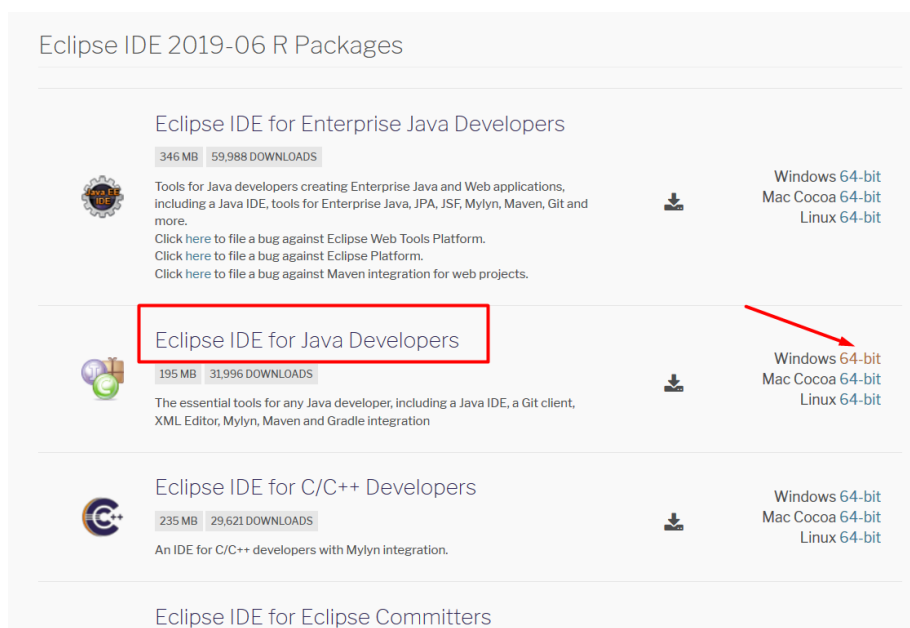 Eclipse IDE 2019-06 R Packages
Eclipse IDE for Enterprise Java Developers
346 MB 59,988 DOWNLOADS
Tools for Java developers creating Enterprise Java and Web applications,
including a Java IDE, tools for Enterprise Java, JPA, JSF, Mylyn, Maven, Git and
more.
Click here to file a bug against Eclipse Web Tools Platform.
Click here to file a bug against Eclipse Platform.
Click here to file a bug against Maven integration for web projects.
Java EE
IDE
Windows 64-bit
Mac Cocoa 64-bit
Linux 64-bit
Eclipse IDE for Java Developers
195 MB 31,996 DOWNLOADS
The essential tools for any Java developer, including a Java IDE, a Git client,
XML Editor, Mylyn, Maven and Gradle integration
Windows 64-bit
Mac Cocoa 64-bit
Linux 64-bit
Eclipse IDE for C/C++ Developers
235 MB 29,621 DOWNLOADS
An IDE for C/C++ developers with Mylyn integration.
C++
Windows 64-bit
Mac Cocoa 64-bit
Linux 64-bit
Eclipse IDE for Eclipse Committers